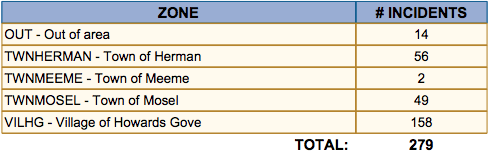 ZONE # INCIDENTS
OUT - Out of area 14
TWNHERMAN - Town of Herman 56
TWNMEEME - Town of Meeme 2
TWNMOSEL - Town of Mosel 49
VILHG - Village of Howards Gove 158
TOTAL: 279